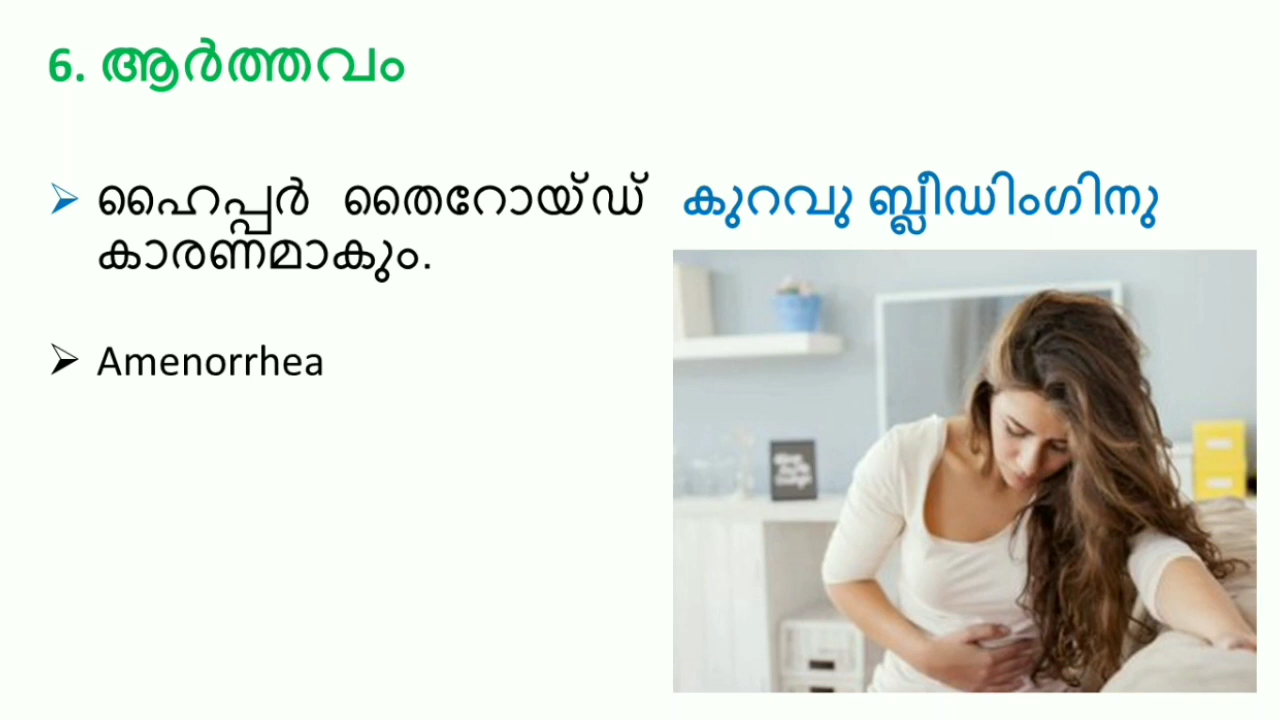 6. ആർത്തവം
ഹൈപ്പർ തൈറോയ്ഡ് കുറവു ബ്ലീഡിംഗിനു
കാരണമാകും.
Amenorrhea